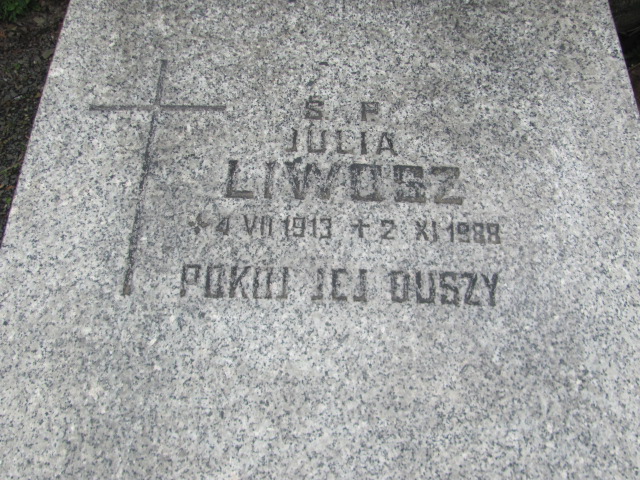 Ś P
JULIA
LIWOSZ
4 VII 1913 + 2 XI 1988
POKÓJ JEJ DUSZY